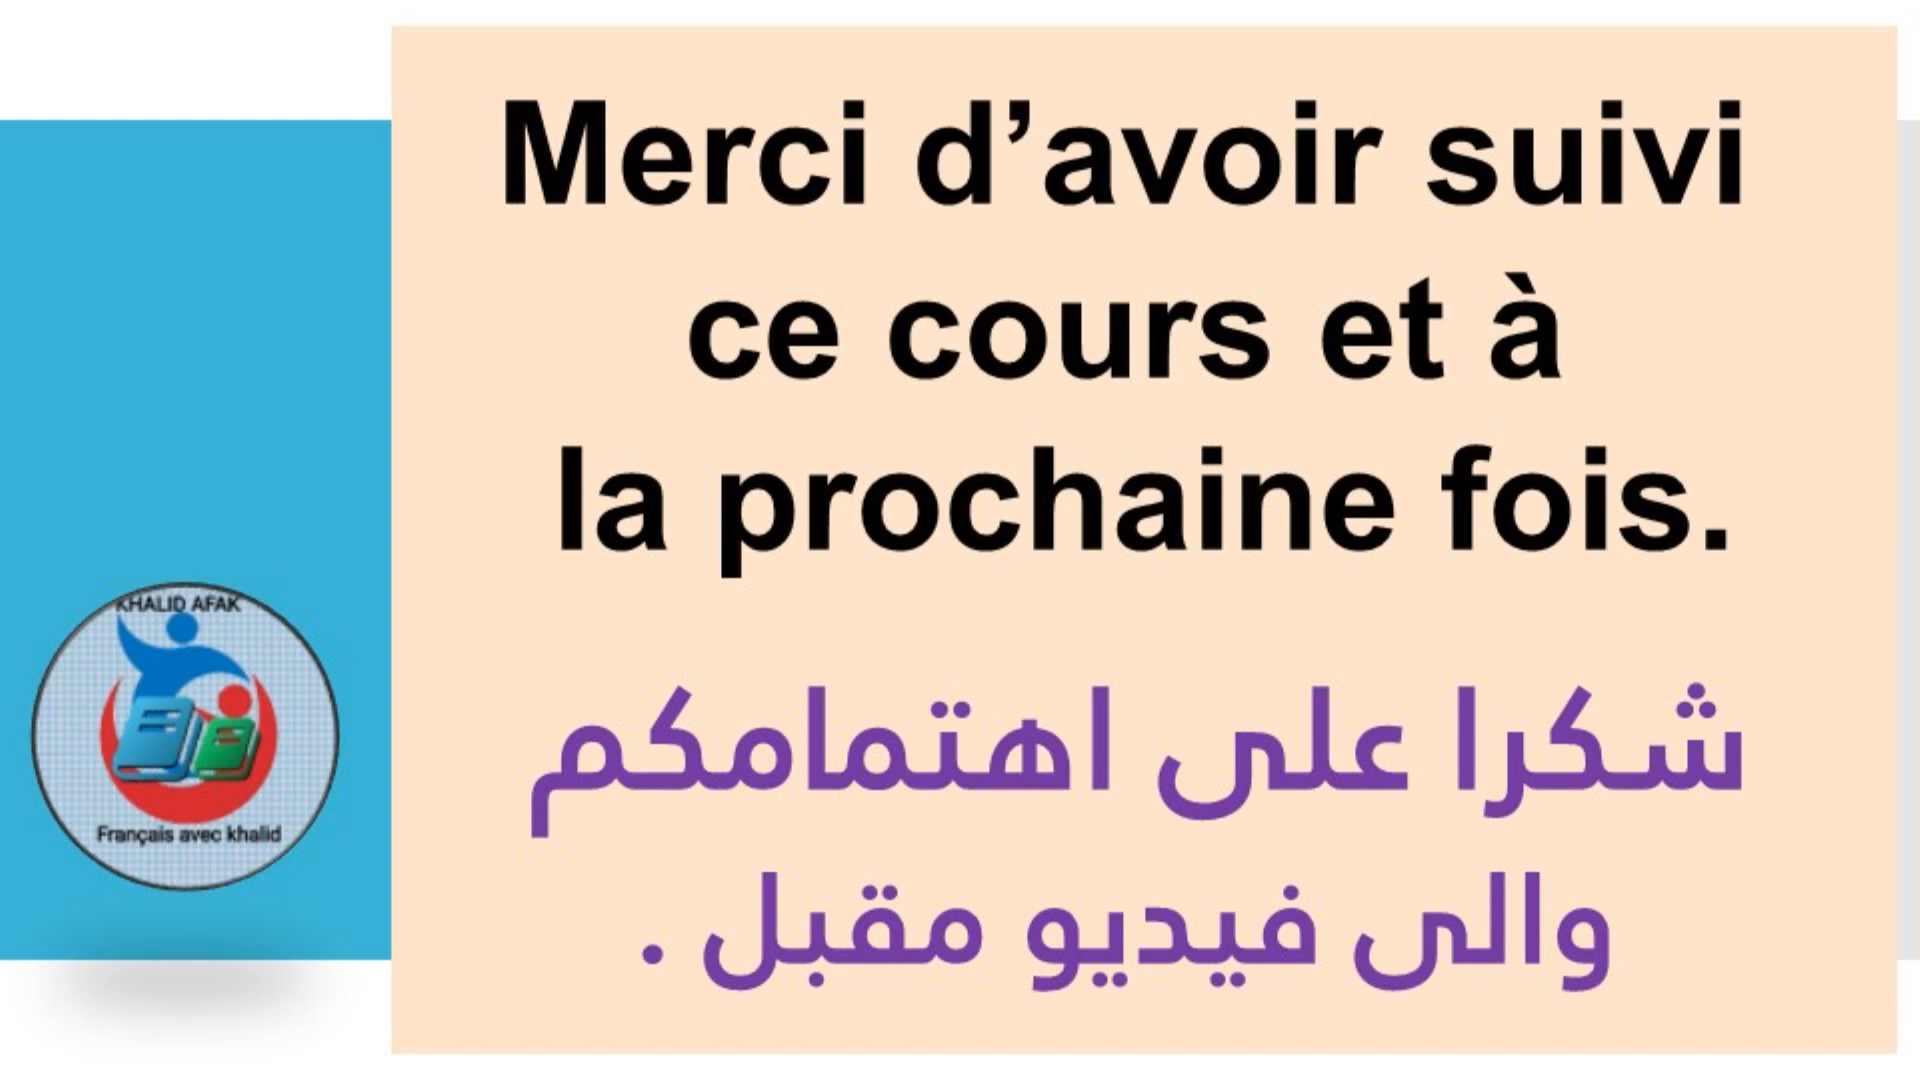 Merci d’avoir suivi
ce cours et à
la prochaine fois.
شكرا على اهتمامكم
والى فيديو مقبل .
KHALID AFAK
Français avec khalid